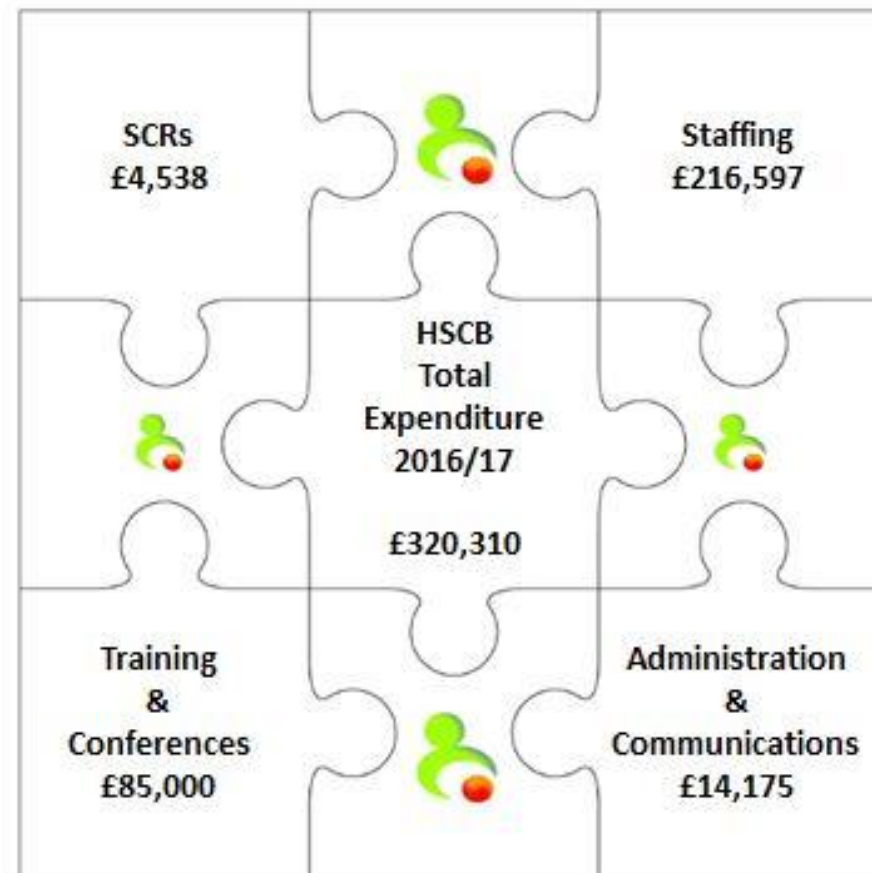 SCRs
£4,538
Staffing
£216,597
HSCB
Total
Expenditure
2016/17
£320,310
Training
&
Conferences
£85,000
Administration
&
Communications
£14,175